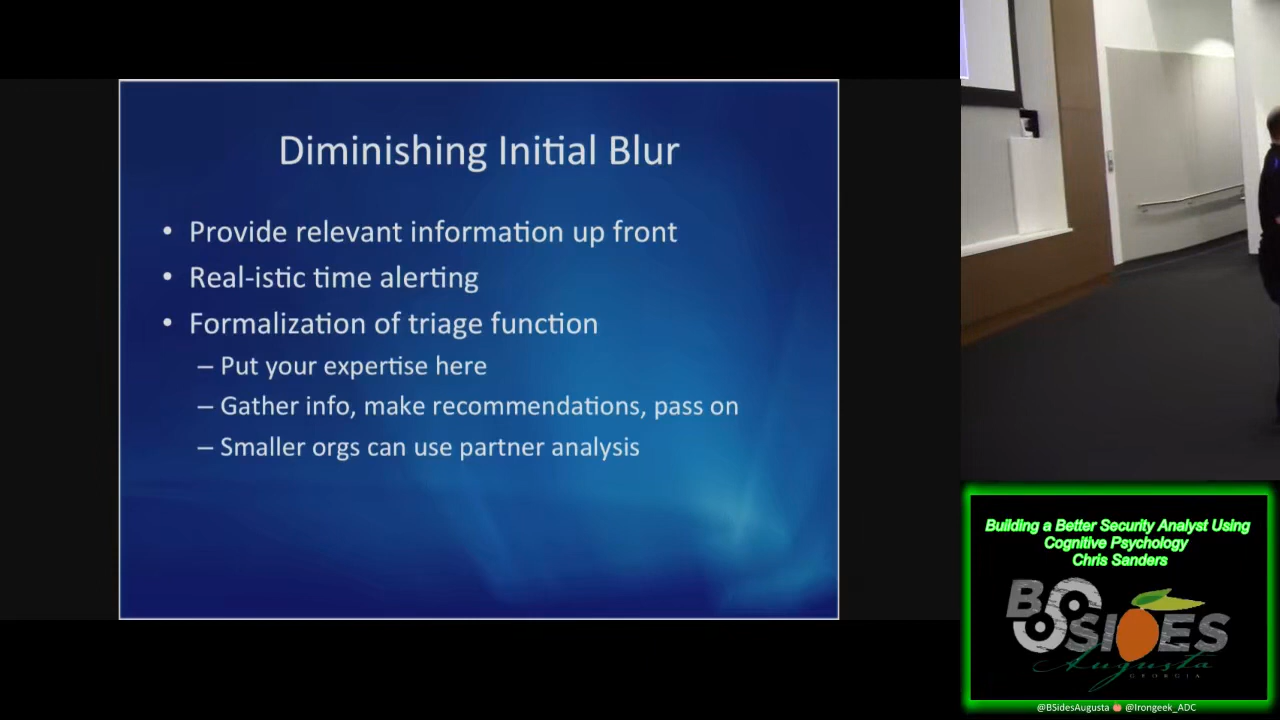 Diminishing Initial Blur
• Provide relevant information up front
• Real-istic time alerting
• Formalization of triage function
– Put your expertise here
– Gather info, make recommendations, pass on
– Smaller orgs can use partner analysis
Building a Better Security Analyst Using
Cognitive Psychology
Chris Sanders
BSIDES
Augusta
GEORGIA
@BSidesAugusta @Irongeek_ADC